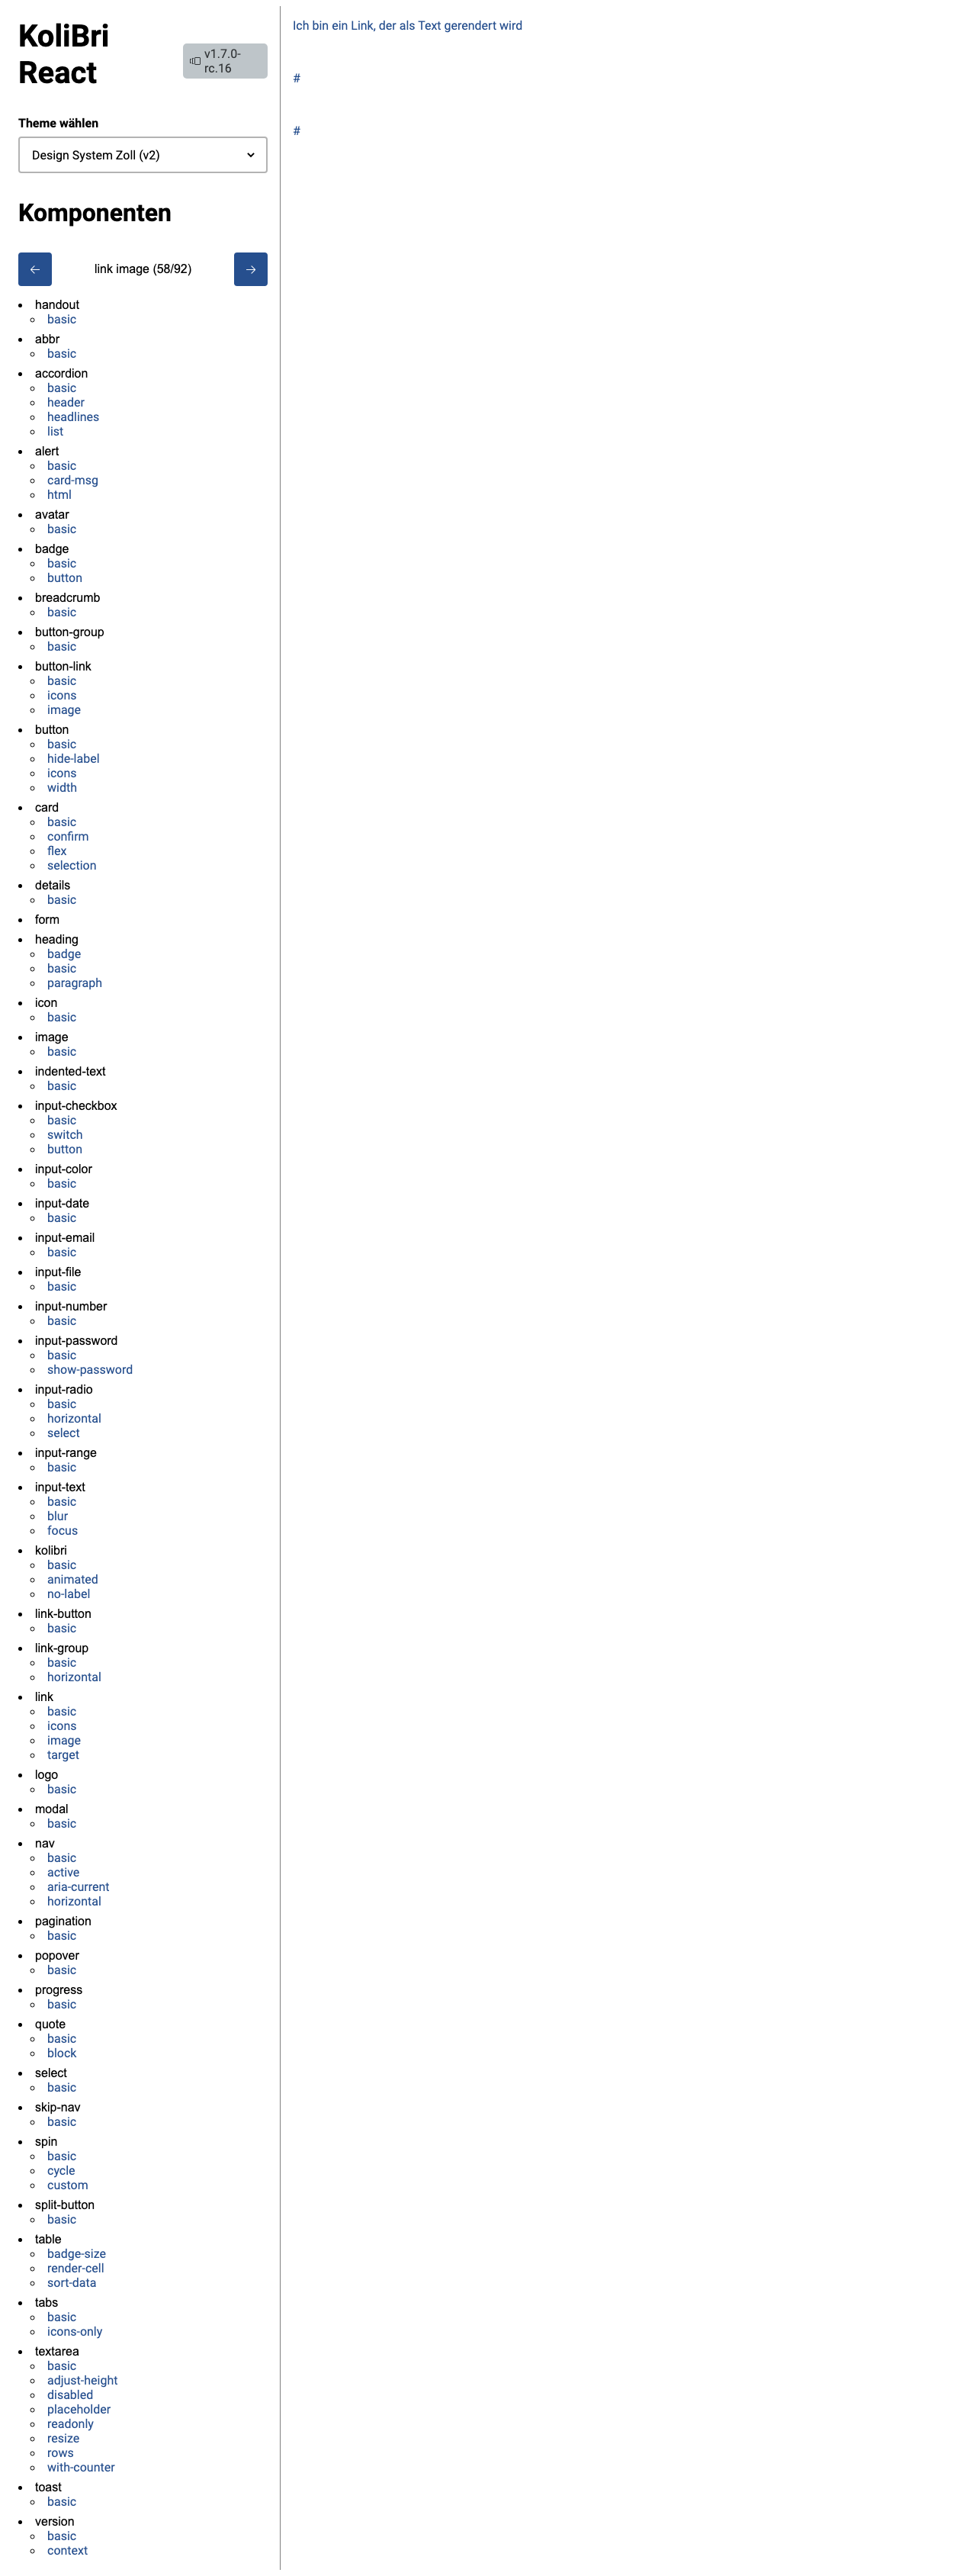 KoliBri
React
v1.7.0-
rc.16
Theme wählen
Design System Zoll (v2)
Komponenten
link image (58/92)
handout
basic
abbr
basic
accordion
basic
header
headlines
list
alert
basic
card-msg
html
avatar
basic
badge
basic
button
breadcrumb
basic
button-group
basic
button-link
basic
icons
image
button
basic
hide-label
icons
width
card
basic
confirm
flex
selection
details
basic
form
heading
badge
basic
paragraph
icon
basic
image
basic
indented-text
basic
input-checkbox
basic
switch
button
input-color
basic
input-date
basic
input-email
basic
input-file
basic
input-number
basic
input-password
basic
show-password
input-radio
basic
horizontal
select
input-range
basic
input-text
basic
blur
focus
kolibri
basic
animated
no-label
link-button
basic
link-group
basic
horizontal
link
basic
icons
image
target
logo
basic
modal
basic
nav
basic
active
aria-current
horizontal
pagination
basic
popover
basic
progress
basic
quote
basic
block
select
basic
skip-nav
basic
spin
basic
cycle
custom
split-button
basic
table
badge-size
render-cell
sort-data
tabs
basic
icons-only
textarea
basic
adjust-height
disabled
placeholder
readonly
resize
rows
with-counter
toast
basic
version
basic
context
Ich bin ein Link, der als Text gerendert wird
#
#